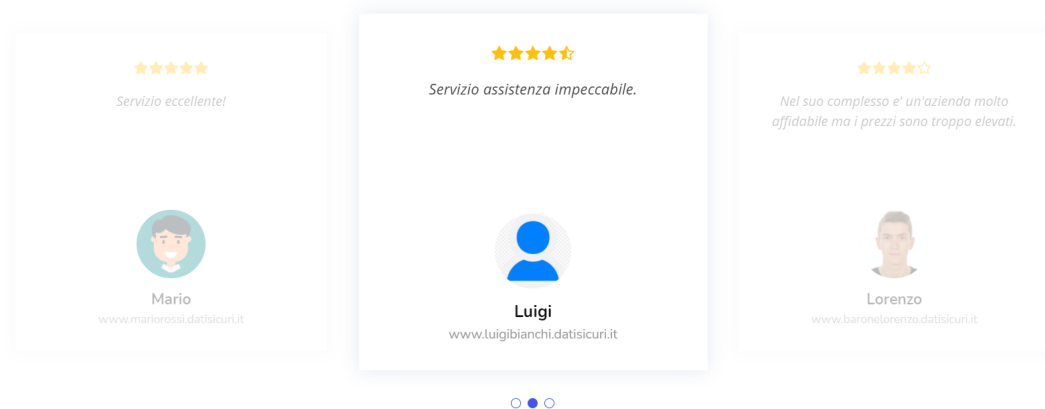 Servizio eccellente!
Mario
www.mariorossi.datisicuri.it
Servizio assistenza impeccabile.
Luigi
www.luigibianchi.datisicuri.it
Nel suo complesso e' un'azienda molto
affidabile ma i prezzi sono troppo elevati.
Lorenzo
www.baronelorenzo.datisicuri.it